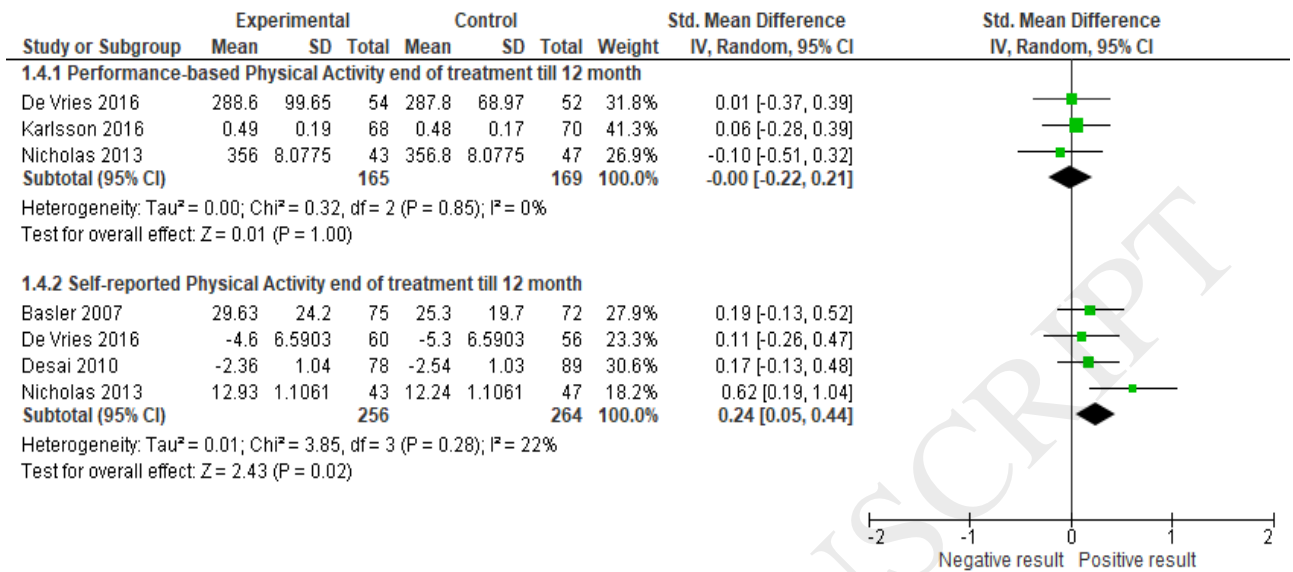 Experimental Control Std. Mean Difference Std. Mean Difference
Study or Subgroup Mean SD Total Mean SD Total Weight IV, Random, 95% CI IV, Random, 95% CI
1.4.1 Performance-based Physical Activity end of treatment till 12 month
De Vries 2016 288.6 99.65 54 287.8 68.97 52 31.8% 0.01 [-0.37, 0.39]
Karlsson 2016 0.49 0.19 68 0.48 0.17 70 41.3% 0.06 [-0.28, 0.39]
Nicholas 2013 356 8.0775 43 356.8 8.0775 47 26.9% -0.10 [-0.51, 0.32]
Subtotal (95% CI) 165 169 100.0% -0.00 [-0.22, 0.21]
Heterogeneity: Tau² = 0.00; Chi² = 0.32, df = 2 (P = 0.85); I² = 0%
Test for overall effect: Z = 0.01 (P = 1.00)
1.4.2 Self-reported Physical Activity end of treatment till 12 month
Basler 2007 29.63 24.2 75 25.3 19.7 72 27.9% 0.19 [-0.13, 0.52]
De Vries 2016 -4.6 6.5903 60 -5.3 6.5903 56 23.3% 0.11 [-0.26, 0.47]
Desai 2010 -2.36 1.04 78 -2.54 1.03 89 30.6% 0.17 [-0.13, 0.48]
Nicholas 2013 12.93 1.1061 43 12.24 1.1061 47 18.2% 0.62 [0.19, 1.04]
Subtotal (95% CI) 256 264 100.0% 0.24 [0.05, 0.44]
Heterogeneity: Tau² = 0.01; Chi² = 3.85, df = 3 (P = 0.28); I² = 22%
Test for overall effect: Z = 2.43 (P = 0.02)
-2 -1 0 1 2
Negative result Positive result
SCRIPT